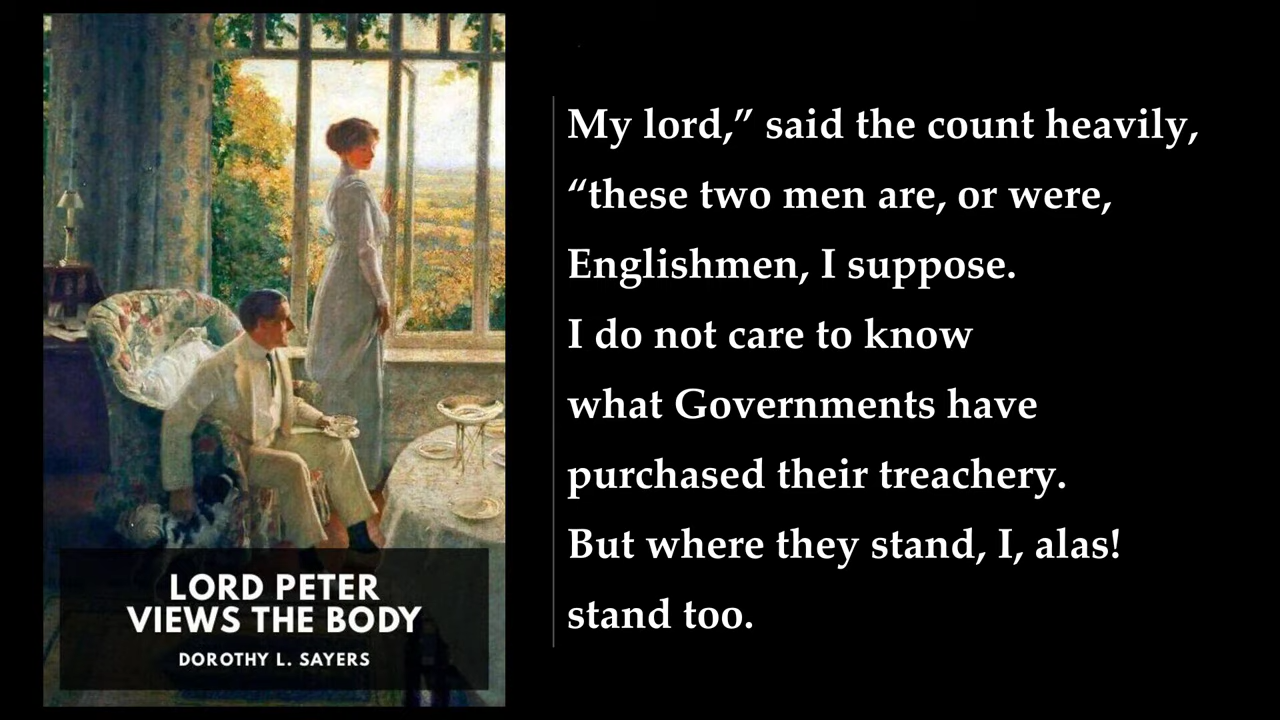 LORD PETER
VIEWS THE BODY
DOROTHY L. SAYERS
My lord,” said the count heavily,
“these two men are, or were,
Englishmen, I suppose.
I do not care to know
what Governments have
purchased their treachery.
But where they stand, I, alas!
stand too.